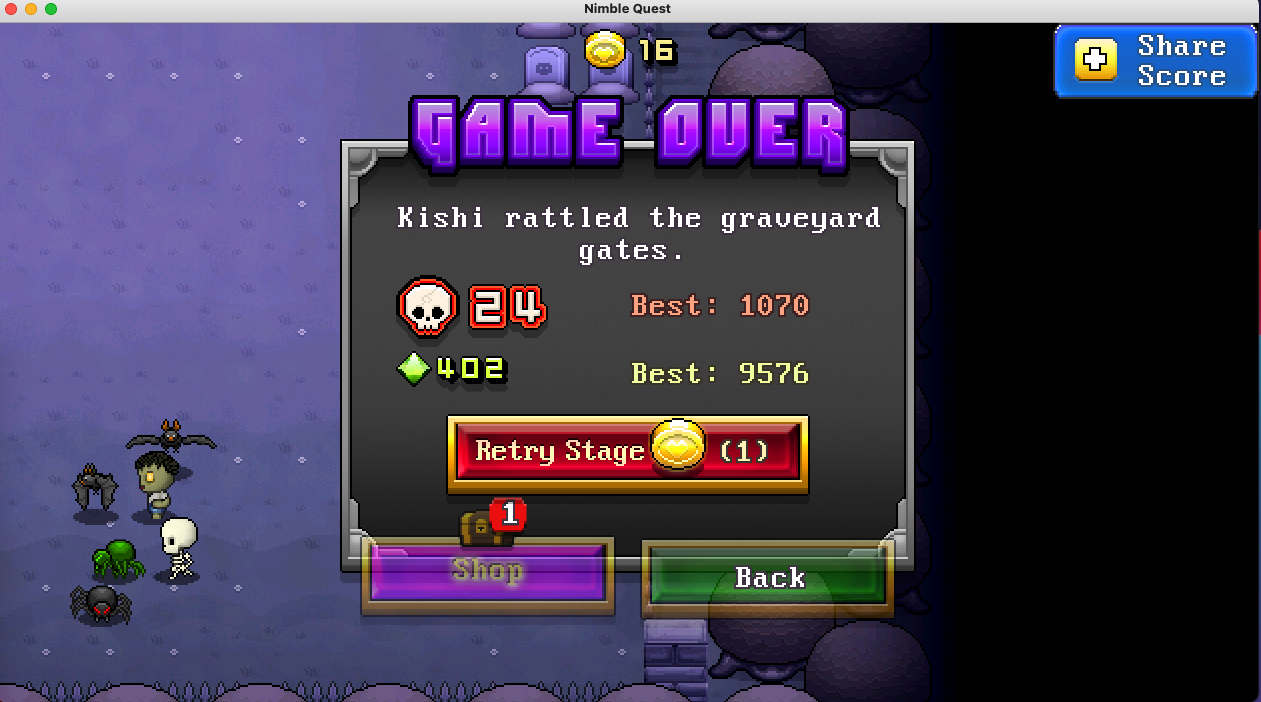 Nimble Quest
16
Share
Score
GAME OVER
Kishi rattled the graveyard
gates.
24
Best: 1070
402
Best: 9576
Retry Stage (1)
1
Shop
Back